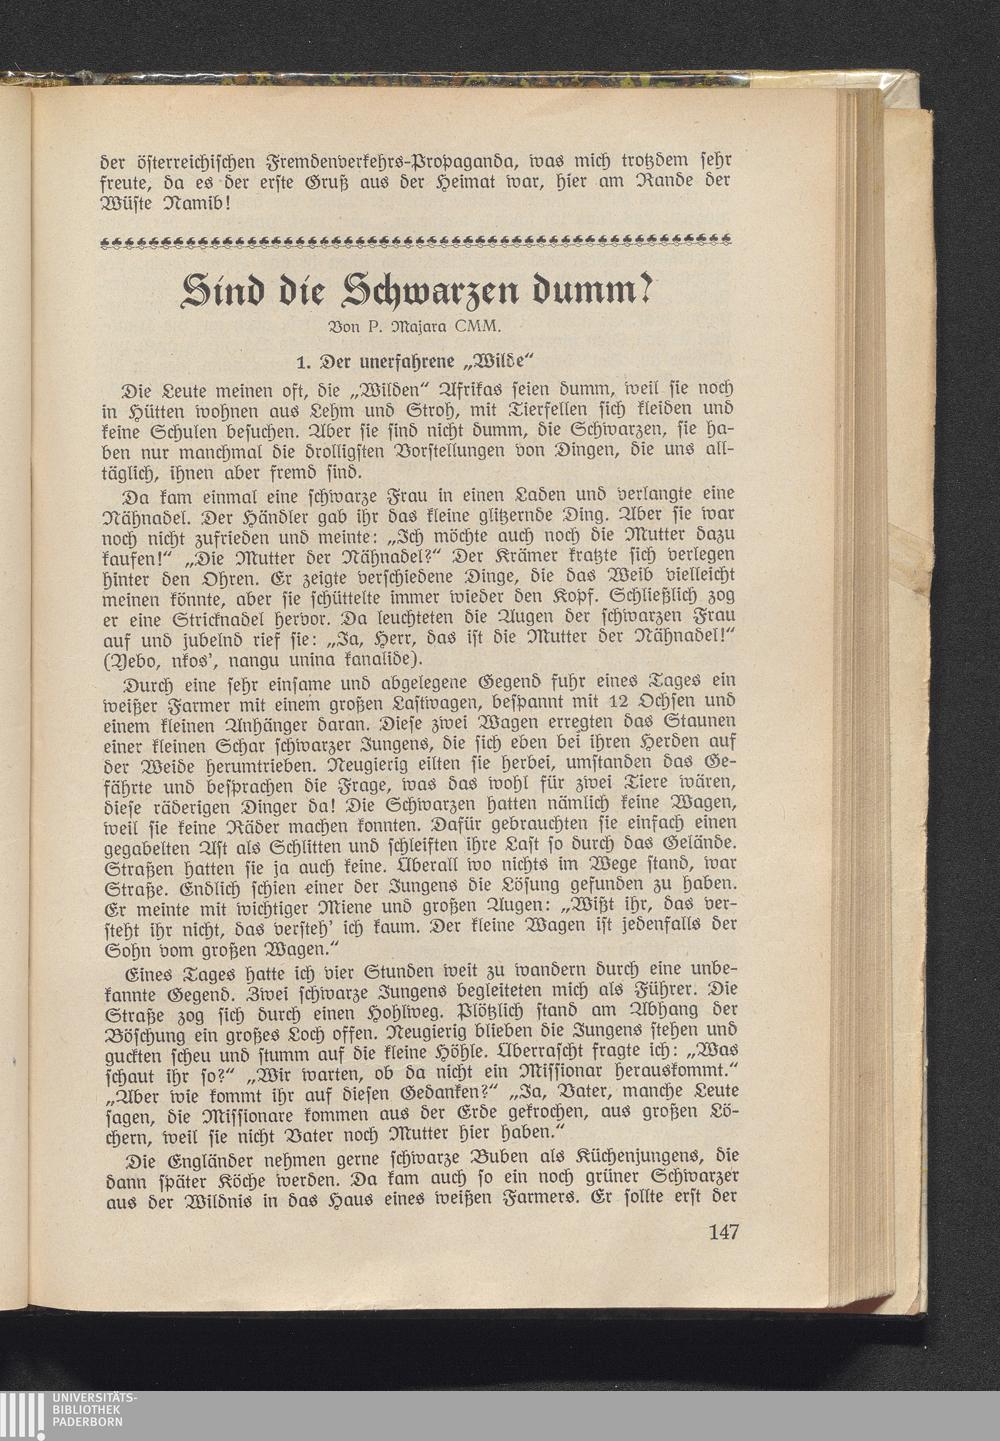 der österreichischen Fremdenverkehrs-Propaganda, was mich trotzdem sehr
freute, da es der erste Gruß aus der Heimat war, hier am Rande der
Wüste Namib!
Sind die Schwarzen dumm?
Von P. Majara CMM.
1. Der unerfahrene „Wilde“
Die Leute meinen oft, die „Wilden“ Afrikas seien dumm, weil sie noch
in Hütten wohnen aus Lehm und Stroh, mit Tierfellen sich kleiden und
keine Schulen besuchen. Aber sie sind nicht dumm, die Schwarzen, sie ha-
ben nur manchmal die drolligsten Vorstellungen von Dingen, die uns all-
täglich, ihnen aber fremd sind.
Da kam einmal eine schwarze Frau in einen Laden und verlangte eine
Nähnadel. Der Händler gab ihr das kleine glitzernde Ding. Aber sie war
noch nicht zufrieden und meinte: „Ich möchte auch noch die Mutter dazu
kaufen!“ „Die Mutter der Nähnadel?“ Der Krämer kratzte sich verlegen
hinter den Ohren. Er zeigte verschiedene Dinge, die das Weib vielleicht
meinen könnte, aber sie schüttelte immer wieder den Kopf. Schließlich zog
er eine Stricknadel hervor. Da leuchteten die Augen der schwarzen Frau
auf und jubelnd rief sie: „Ja, Herr, das ist die Mutter der Nähnadel!“
(Yebo, nkos’, nangu unina kanalide).
Durch eine sehr einsame und abgelegene Gegend fuhr eines Tages ein
weißer Farmer mit einem großen Lastwagen, bespannt mit 12 Ochsen und
einem kleinen Anhänger daran. Diese zwei Wagen erregten das Staunen
einer kleinen Schar schwarzer Jungens, die sich eben bei ihren Herden auf
der Weide herumtrieben. Neugierig eilten sie herbei, umstanden das Ge-
fährte und besprachen die Frage, was das wohl für zwei Tiere wären,
diese räderigen Dinger da! Die Schwarzen hatten nämlich keine Wagen,
weil sie keine Räder machen konnten. Dafür gebrauchten sie einfach einen
gegabelten Ast als Schlitten und schleiften ihre Last so durch das Gelände.
Straßen hatten sie ja auch keine. Überall wo nichts im Wege stand, war
Straße. Endlich schien einer der Jungens die Lösung gefunden zu haben.
Er meinte mit wichtiger Miene und großen Augen: „Wißt ihr, das ver-
steht ihr nicht, das versteh’ ich kaum. Der kleine Wagen ist jedenfalls der
Sohn vom großen Wagen.“
Eines Tages hatte ich vier Stunden weit zu wandern durch eine unbe-
kannte Gegend. Zwei schwarze Jungens begleiteten mich als Führer. Die
Straße zog sich durch einen Hohlweg. Plötzlich stand am Abhang der
Böschung ein großes Loch offen. Neugierig blieben die Jungens stehen und
guckten scheu und stumm auf die kleine Höhle. Überrascht fragte ich: „Was
schaut ihr so?“ „Wir warten, ob da nicht ein Missionar herauskommt.“
„Aber wie kommt ihr auf diesen Gedanken?“ „Ja, Vater, manche Leute
sagen, die Missionare kommen aus der Erde gekrochen, aus großen Lö-
chern, weil sie nicht Vater noch Mutter hier haben.“
Die Engländer nehmen gerne schwarze Buben als Küchenjungens, die
dann später Köche werden. Da kam auch so ein noch grüner Schwarzer
aus der Wildnis in das Haus eines weißen Farmers. Er sollte erst der
147
UNIVERSITÄTS-
BIBLIOTHEK
PADERBORN